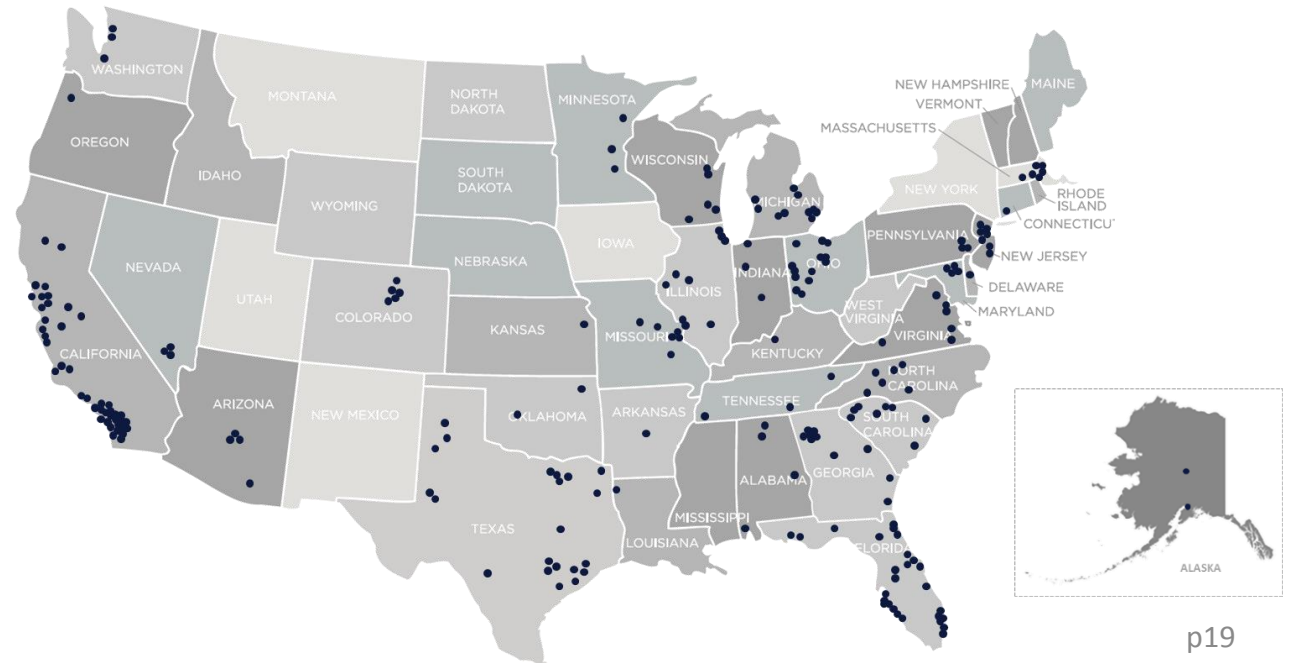 WASHINGTON
MONTANA
NORTH
DAKOTA
MINNESOTA
NEW HAMPSHIRE
VERMONT
MAINE
MASSACHUSETTS
OREGON
IDAHO
WYOMING
SOUTH
DAKOTA
WISCONSIN
MICHIGAN
NEW YORK
RHODE
ISLAND
CONNECTICU
PENNSYLVANIA
NEW JERSEY
DELAWARE
MARYLAND
NEVADA
UTAH
COLORADO
NEBRASKA
IOWA
ILLINOIS
INDIANA
OHIO
WEST
VIRGINIA
VIRGINIA
CALIFORNIA
KANSAS
MISSOURI
KENTUCKY
ARIZONA
NEW MEXICO
OKLAHOMA
ARKANSAS
TENNESSEE
NORTH
CAROLINA
SOUTH
CAROLINA
TEXAS
LOUISIANA
MISSISSIPPI
ALABAMA
GEORGIA
FLORIDA
ALASKA
p19